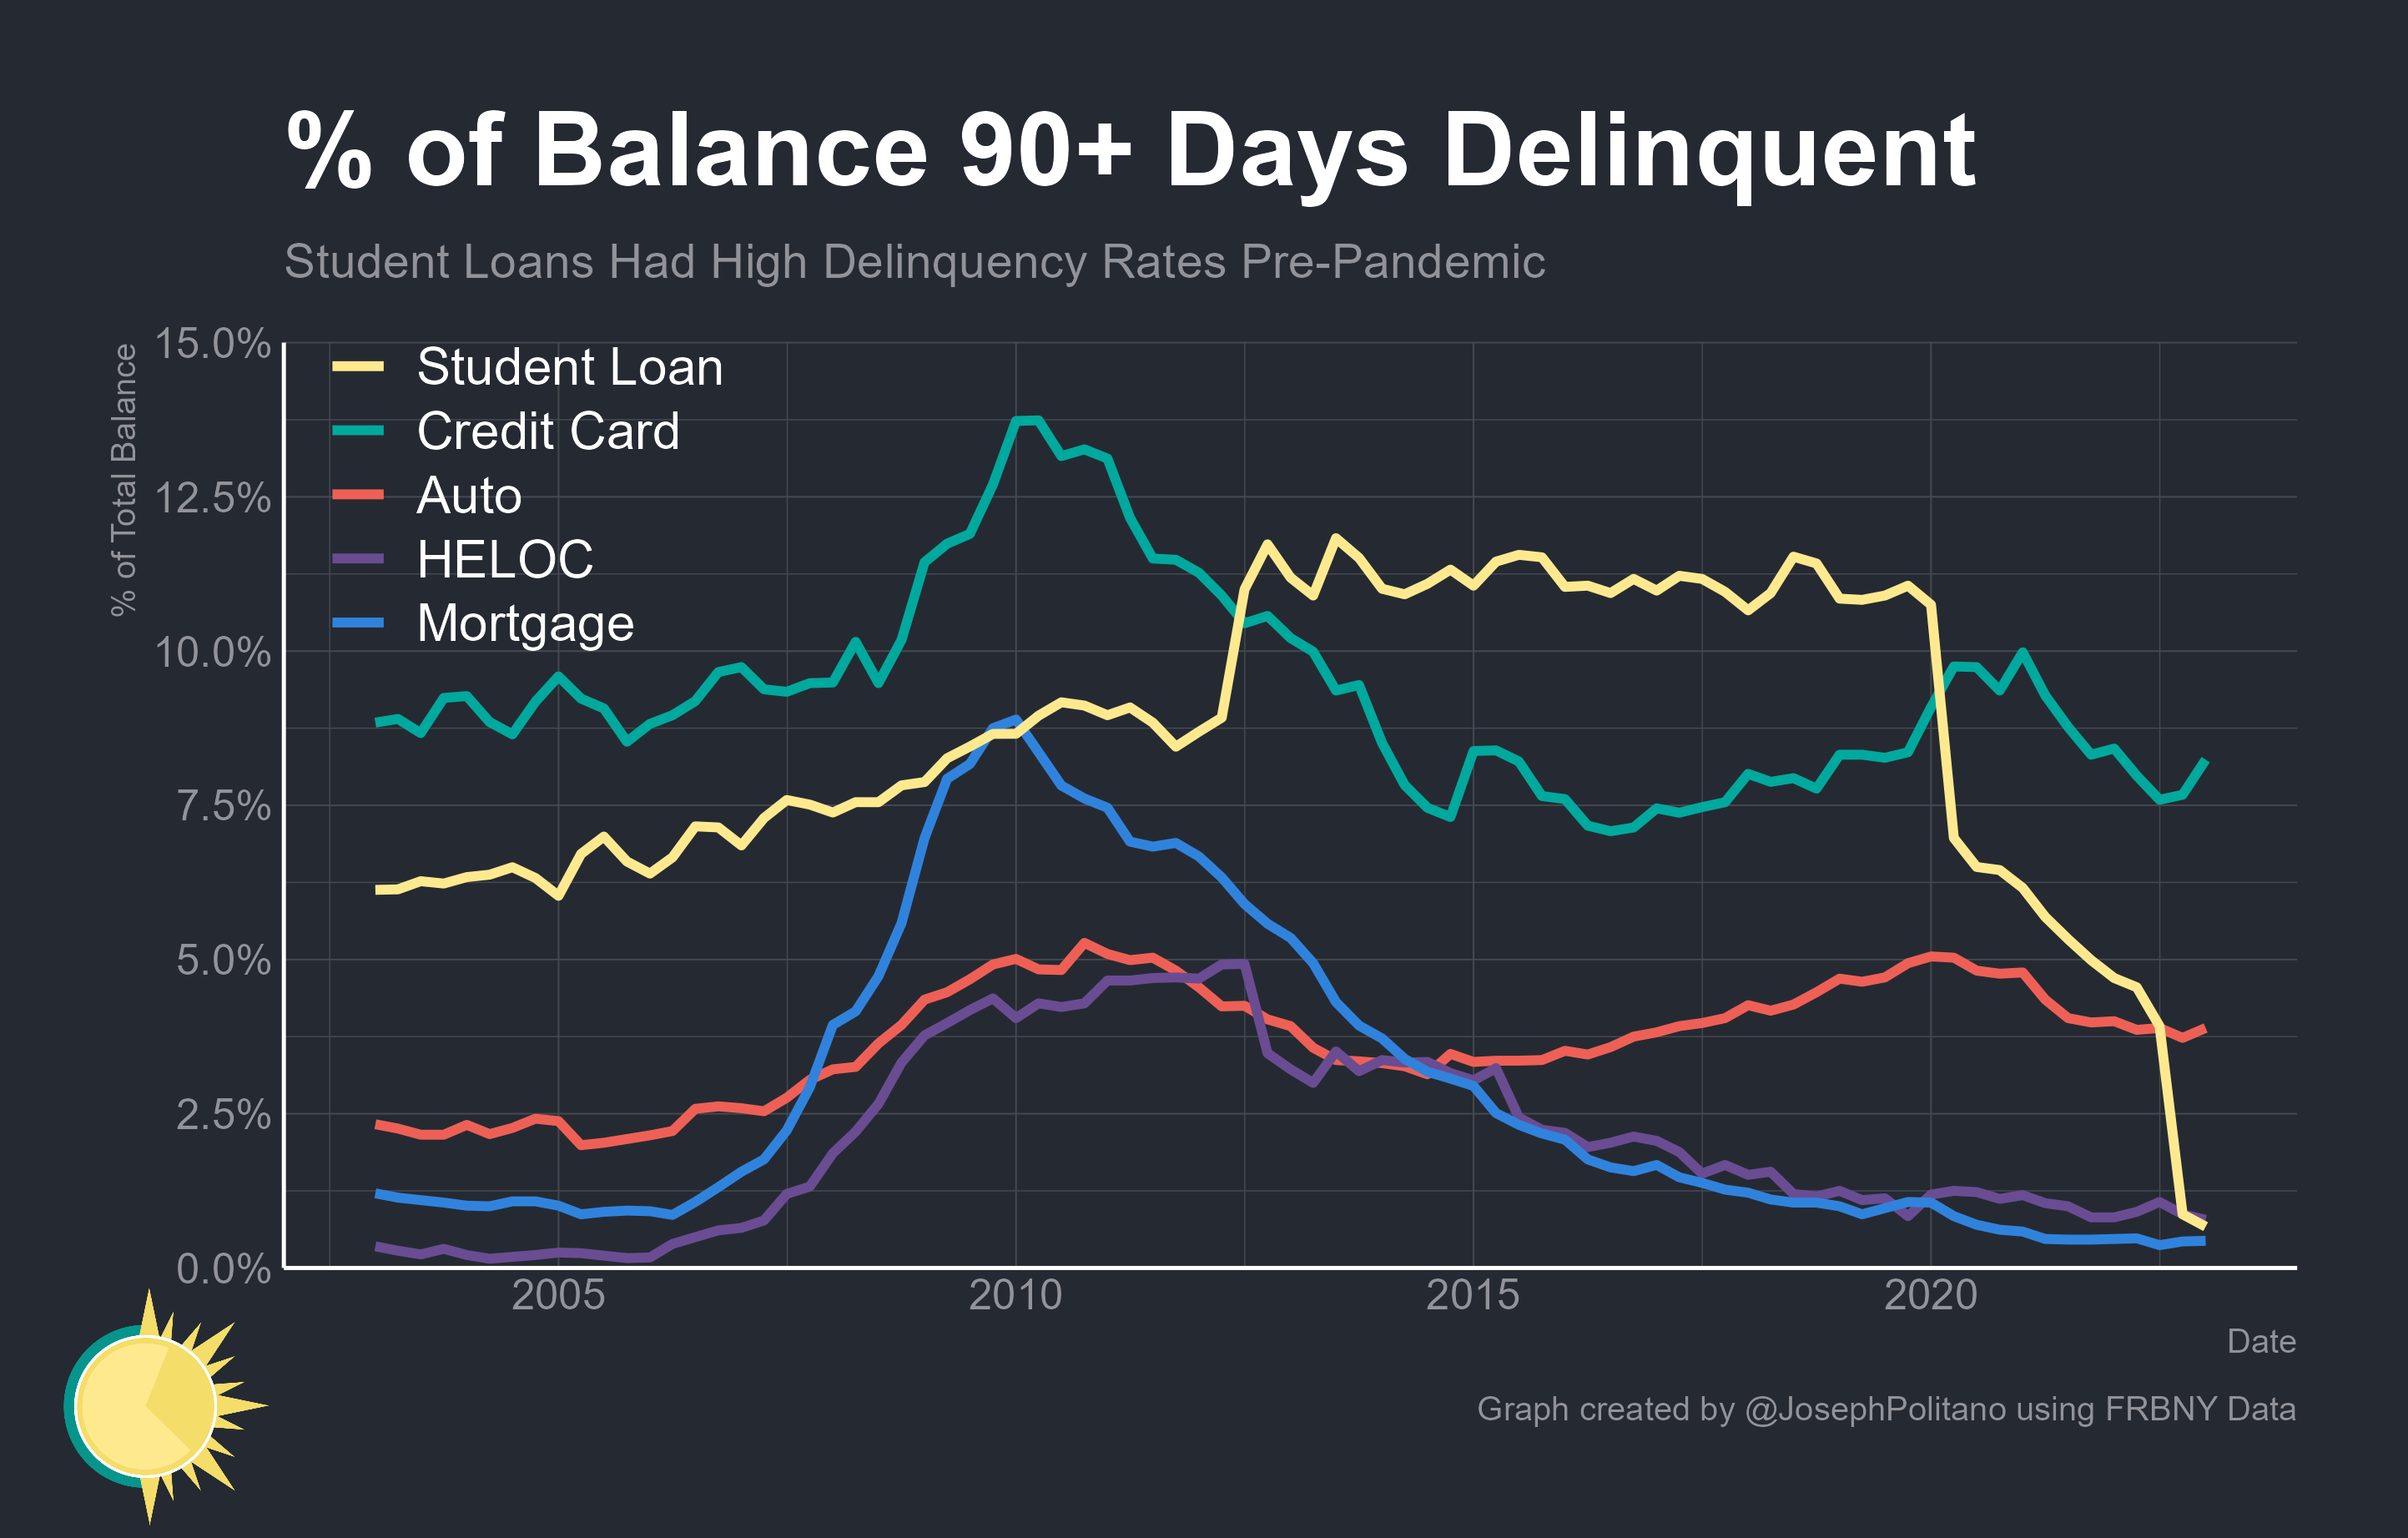 % of Balance 90+ Days Delinquent
Student Loans Had High Delinquency Rates Pre-Pandemic
% of Total Balance
15.0%
12.5%
10.0%
7.5%
5.0%
2.5%
0.0%
Student Loan
Credit Card
Auto
HELOC
Mortgage
2005
2010
2015
2020
Date
Graph created by @JosephPolitano using FRBNY Data